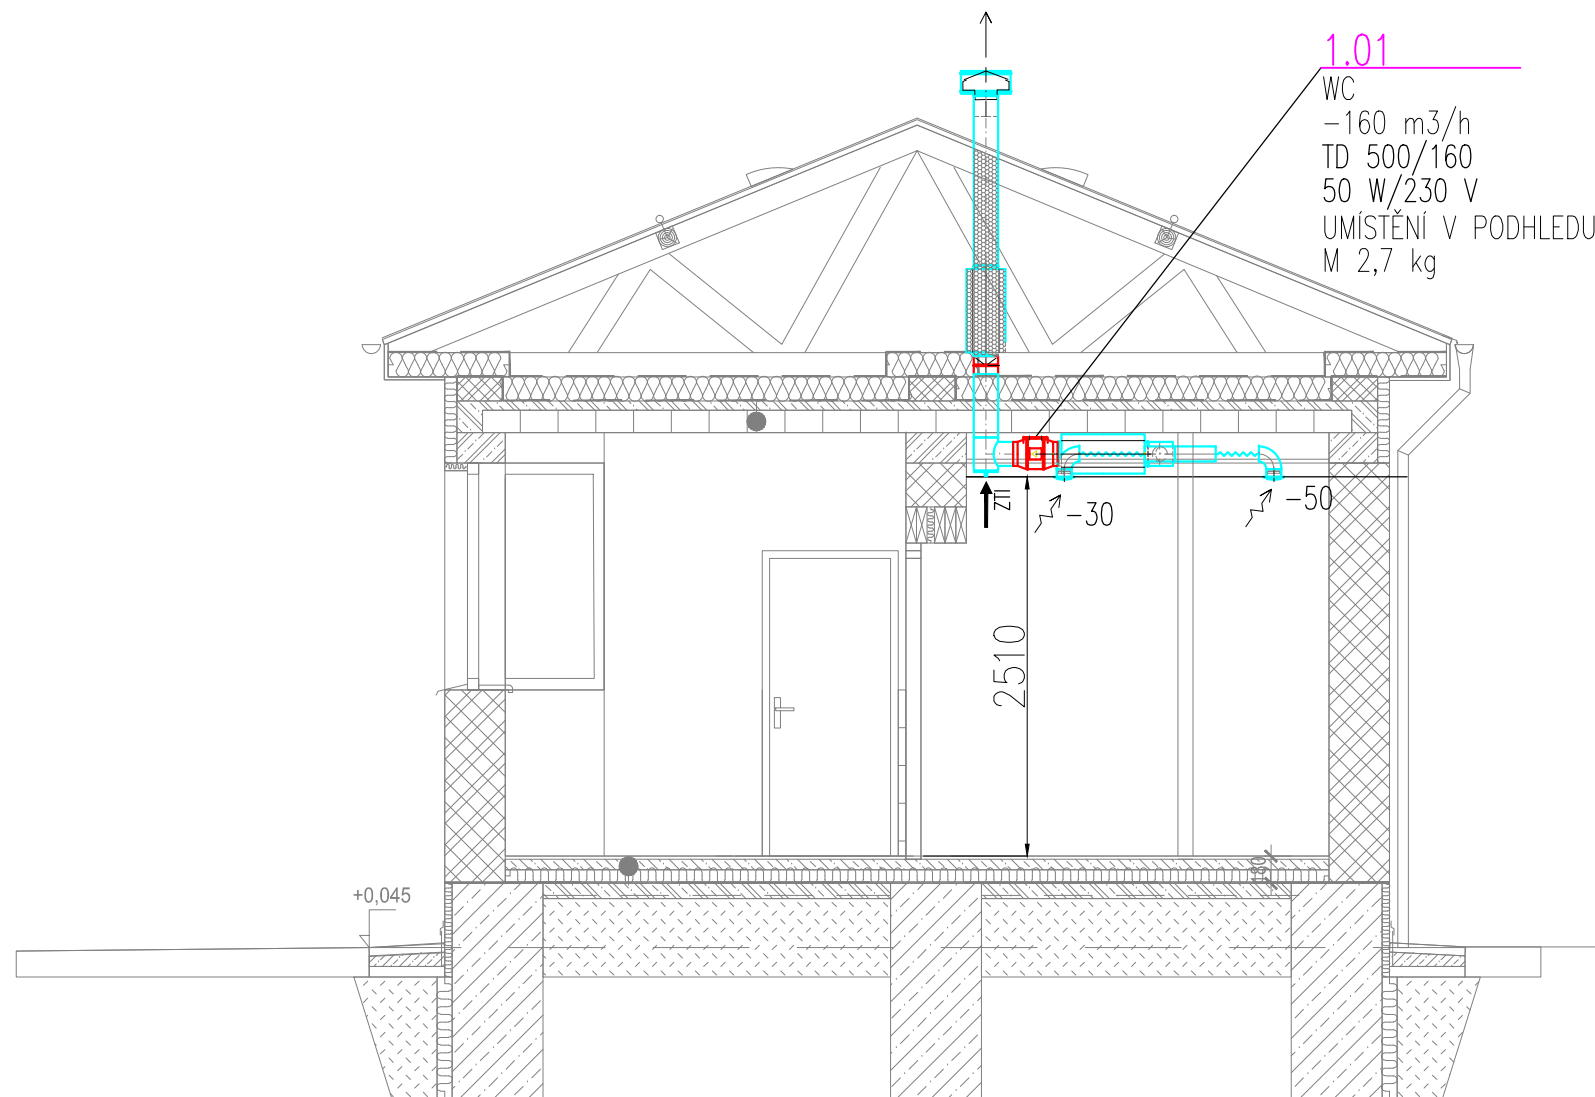 1.01
WC
-160 m3/h
TD 500/160
50 W/230 V
UMÍSTĚNÍ V PODHLEDU
M 2,7 kg
ZTI
-30
-50
2510
180
+0,045